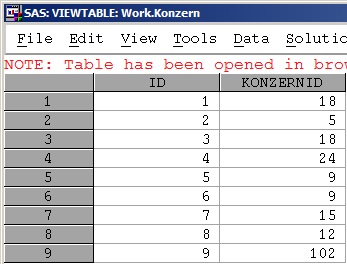 SAS: VIEWTABLE: Work.Konzern
File Edit View Tools Data Solutio
NOTE: Table has been opened in brow
ID KONZERNID
1 1 18
2 2 5
3 3 18
4 4 24
5 5 9
6 6 9
7 7 15
8 8 12
9 9 102